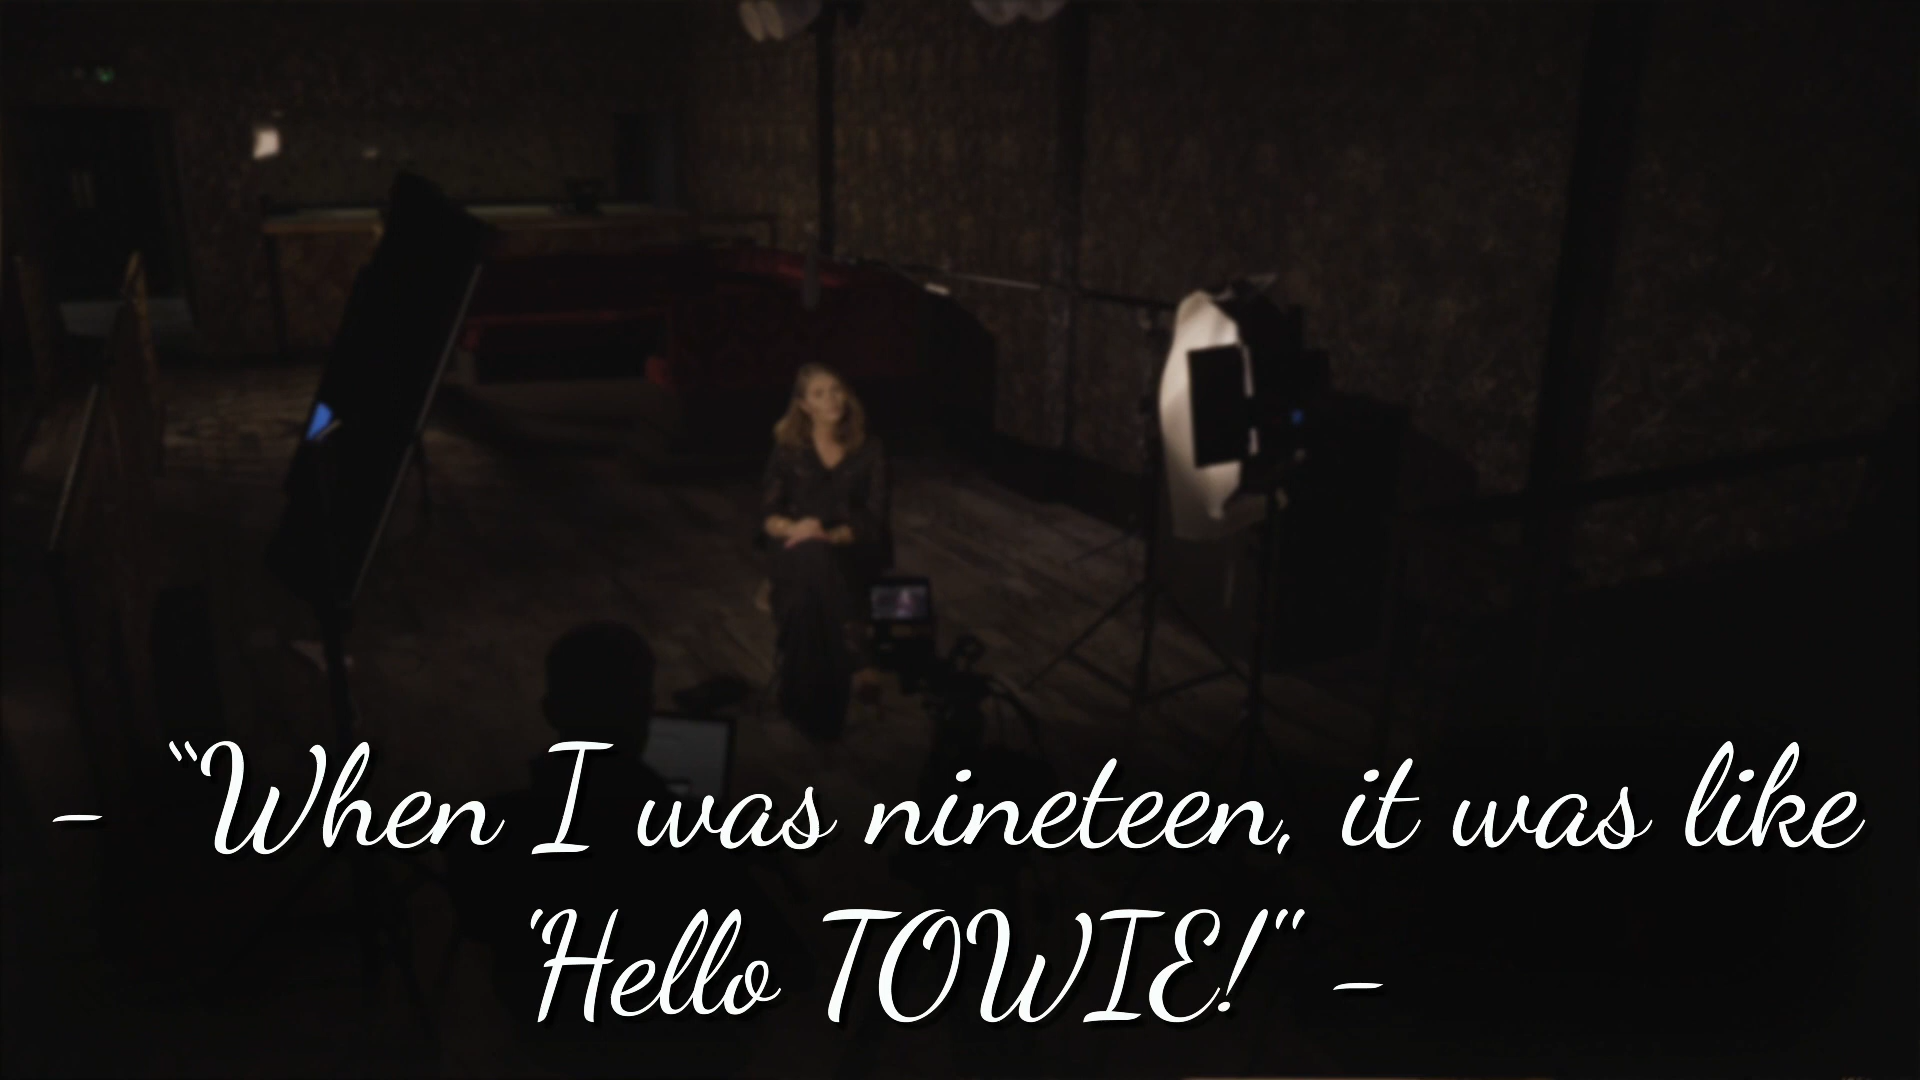 - “When I was nineteen, it was like
'Hello TOWIE!" -